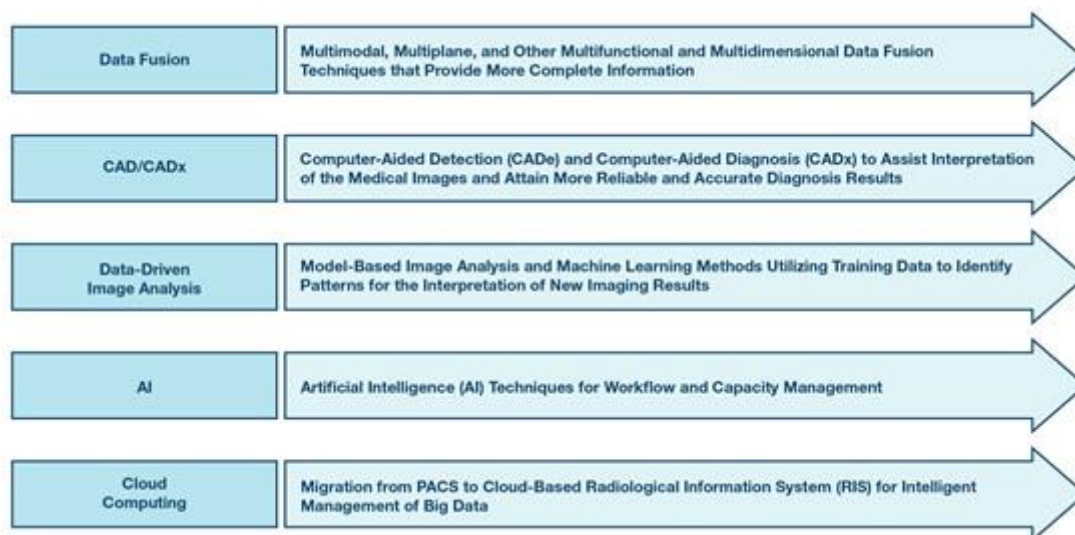 Data Fusion
Multimodal, Multiplane, and Other Multifunctional and Multidimensional Data Fusion
Techniques that Provide More Complete Information
CAD/CADx
Computer-Aided Detection (CADe) and Computer-Aided Diagnosis (CADx) to Assist Interpretation
of the Medical Images and Attain More Reliable and Accurate Diagnosis Results
Data-Driven
Image Analysis
Model-Based Image Analysis and Machine Learning Methods Utilizing Training Data to Identify
Patterns for the Interpretation of New Imaging Results
AI
Artificial Intelligence (AI) Techniques for Workflow and Capacity Management
Cloud
Computing
Migration from PACS to Cloud-Based Radiological Information System (RIS) for Intelligent
Management of Big Data